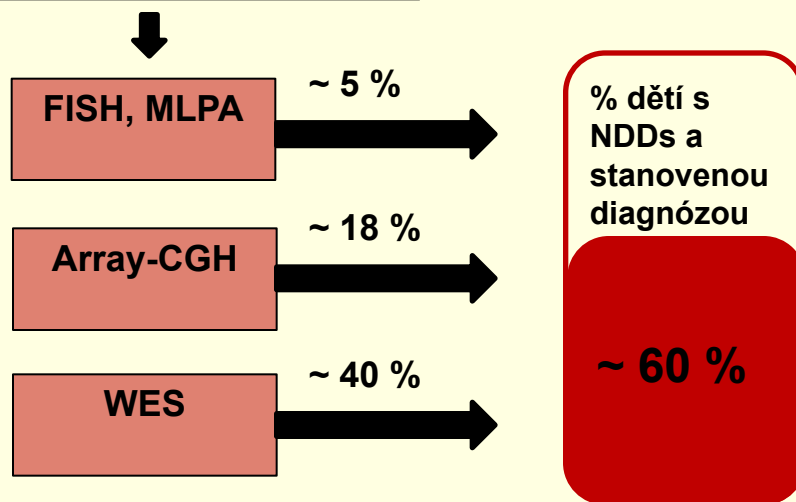 FISH, MLPA
~ 5 %
Array-CGH
~ 18 %
WES
~ 40 %
% dětí s
NDDs a
stanovenou
diagnózou
~ 60 %